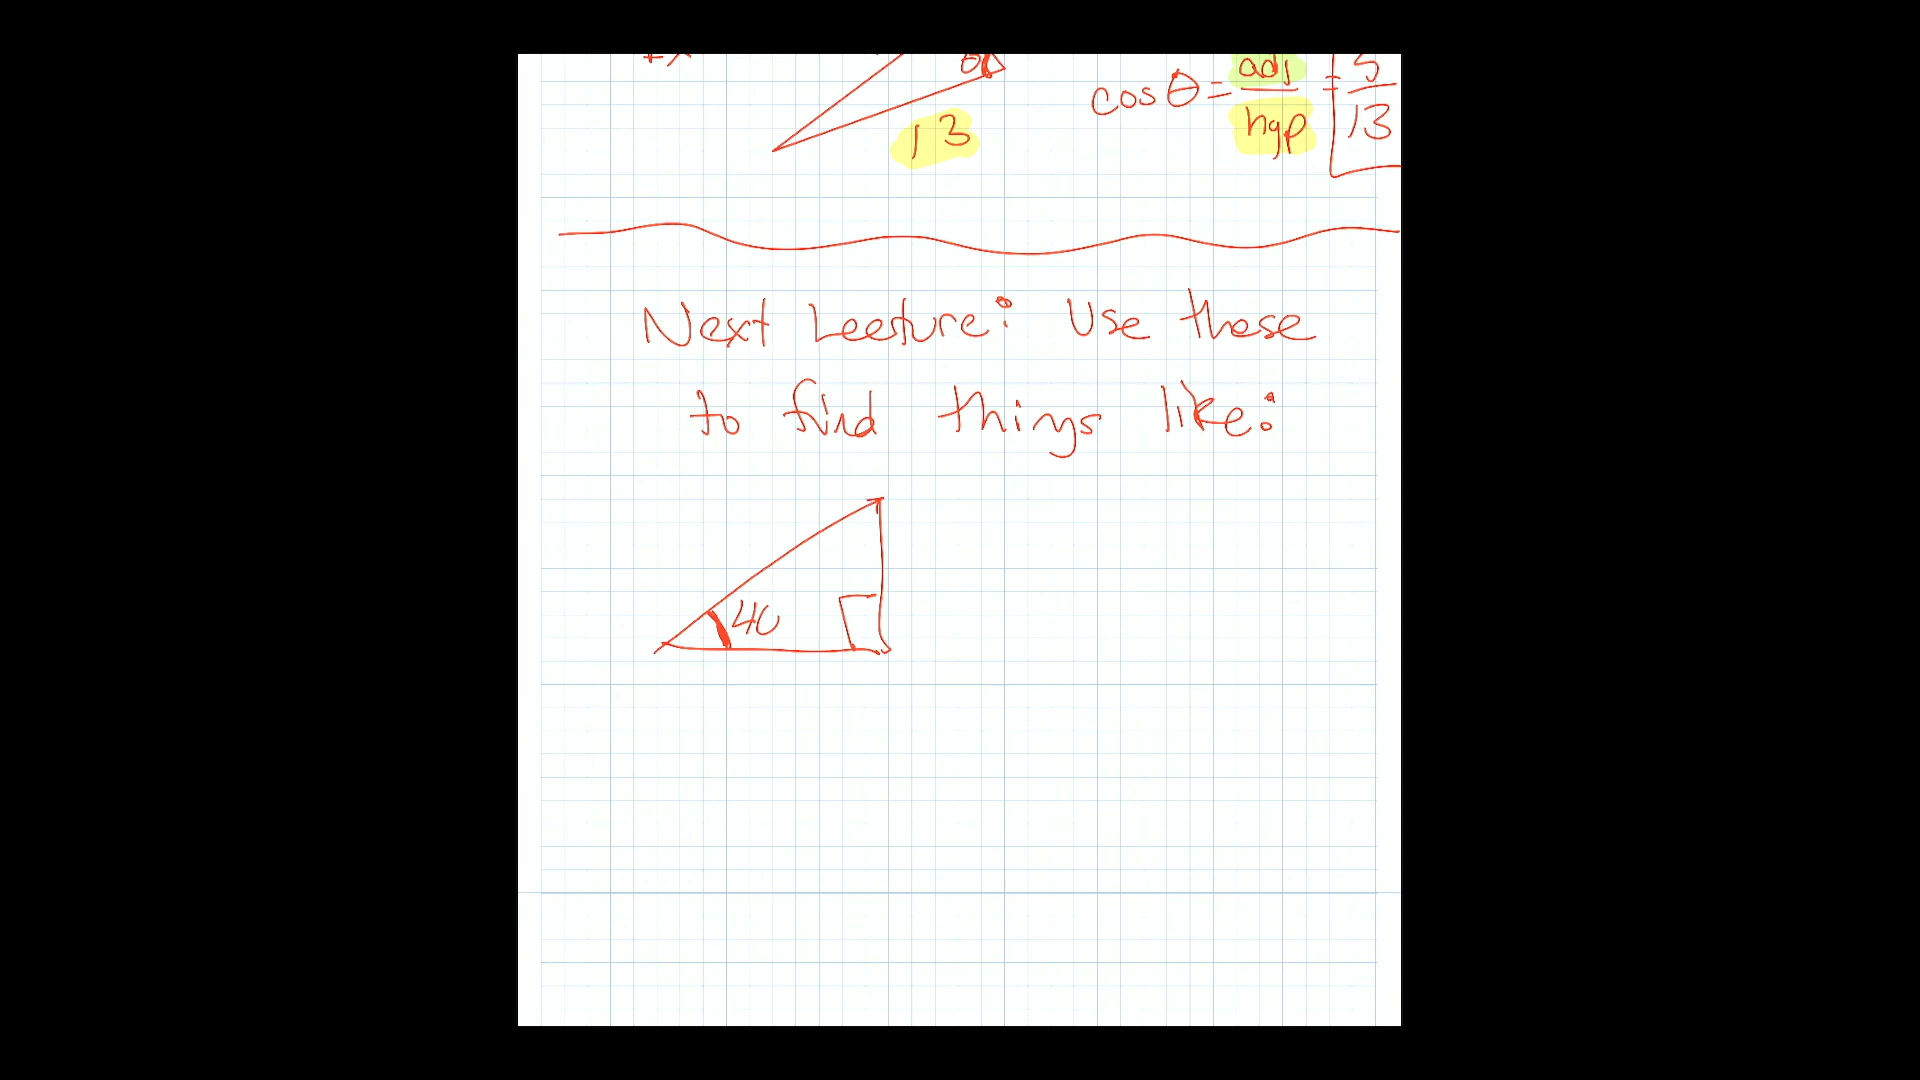 θ
13
cos θ = adj / hyp = 5 / 13
Next Lecture: Use these
to find things like:
40